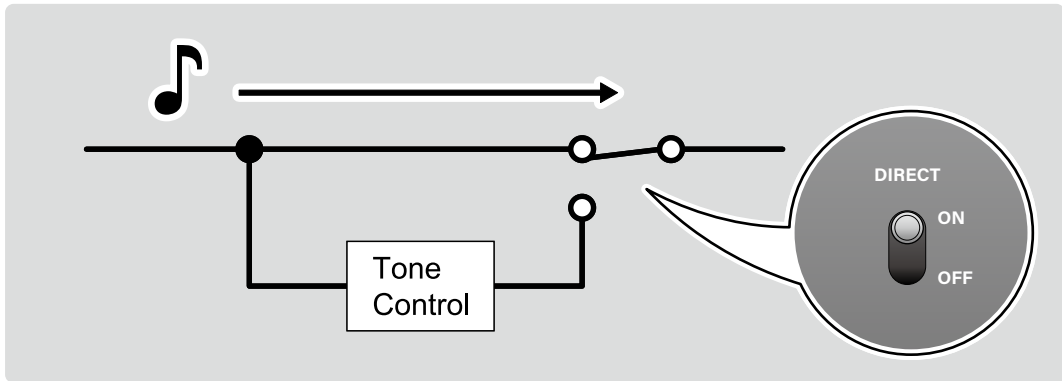 DIRECT
ON
OFF
Tone
Control